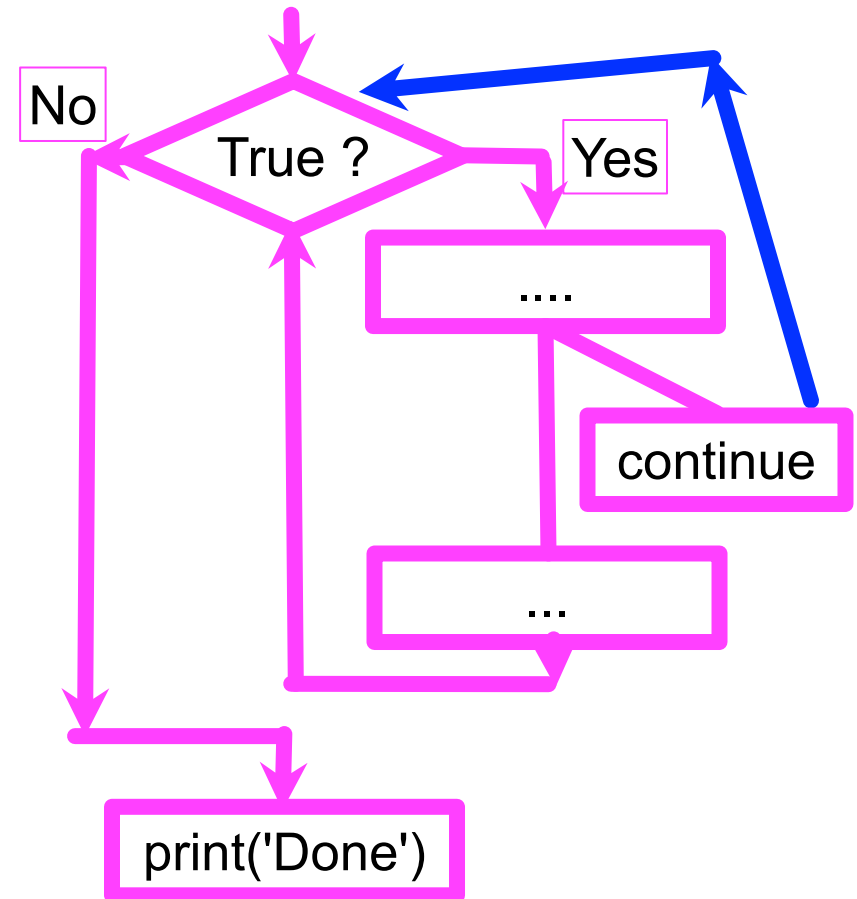 No
True ?
Yes
....
continue
...
print('Done')